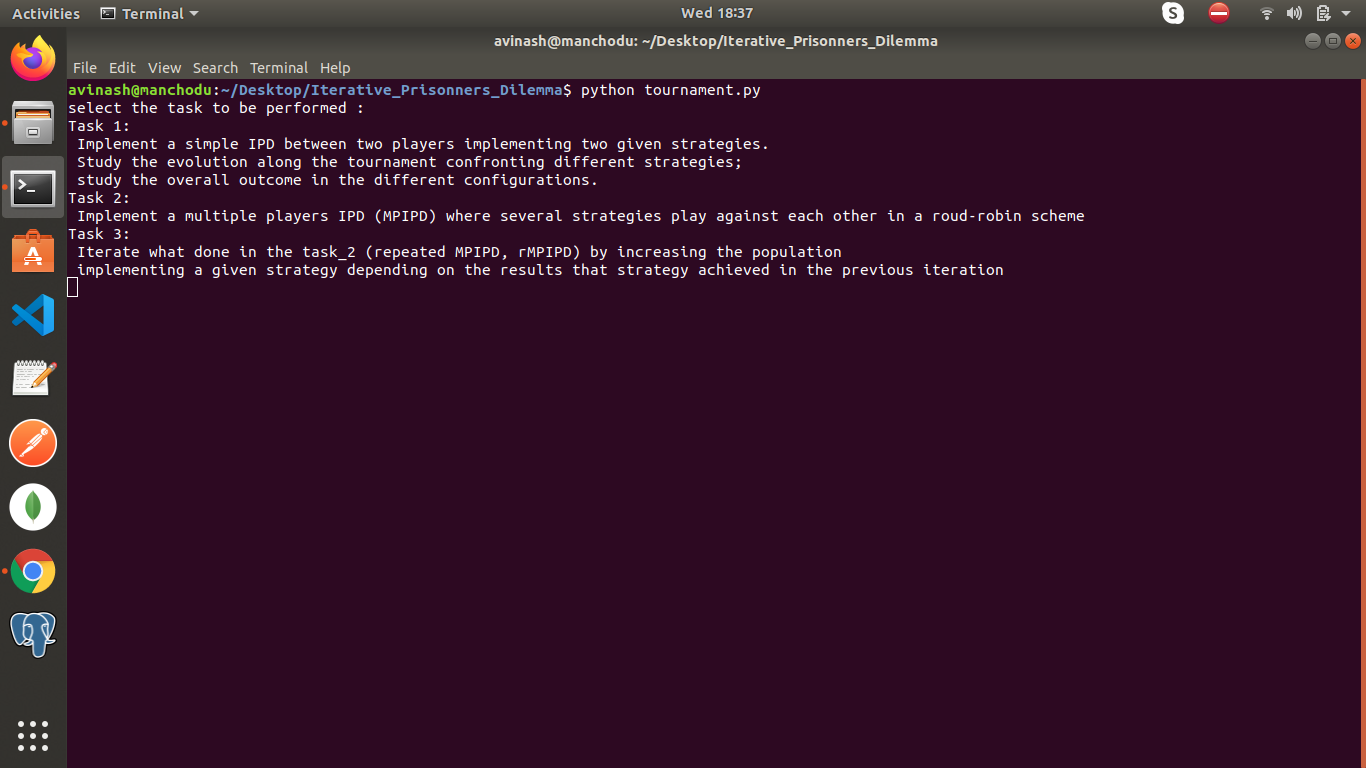 Activities Terminal Wed 18:37
avinash@manchodu: ~/Desktop/Iterative_Prisonners_Dilemma
File Edit View Search Terminal Help
avinash@manchodu:~/Desktop/Iterative_Prisonners_Dilemma$ python tournament.py
select the task to be performed :
Task 1:
Implement a simple IPD between two players implementing two given strategies.
Study the evolution along the tournament confronting different strategies;
study the overall outcome in the different configurations.
Task 2:
Implement a multiple players IPD (MPIPD) where several strategies play against each other in a roud-robin scheme
Task 3:
Iterate what done in the task_2 (repeated MPIPD, rMPIPD) by increasing the population
implementing a given strategy depending on the results that strategy achieved in the previous iteration